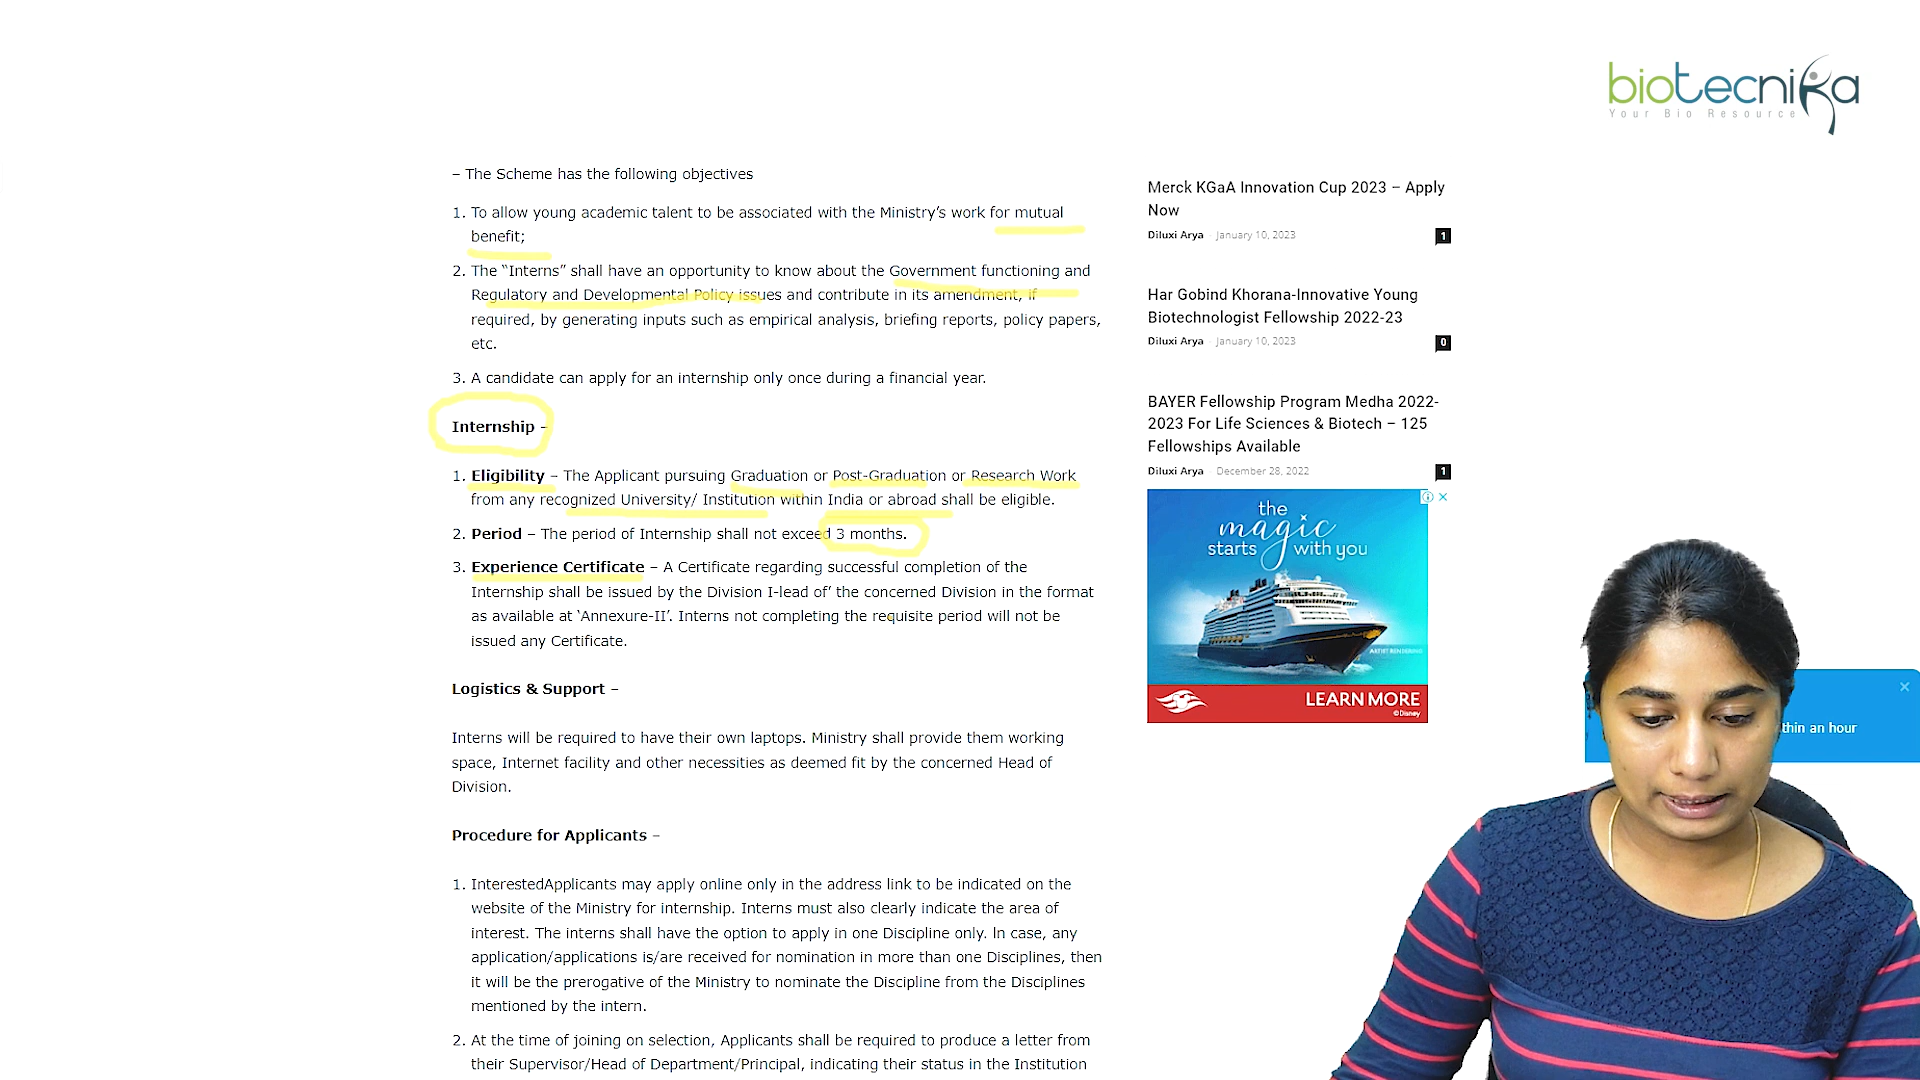 biotecnika
Your Bio Resource
– The Scheme has the following objectives
1. To allow young academic talent to be associated with the Ministry’s work for mutual
benefit;
2. The “Interns” shall have an opportunity to know about the Government functioning and
Regulatory and Developmental Policy issues and contribute in its amendment, if
required, by generating inputs such as empirical analysis, briefing reports, policy papers,
etc.
3. A candidate can apply for an internship only once during a financial year.
Internship –
1. Eligibility – The Applicant pursuing Graduation or Post-Graduation or Research Work
from any recognized University/ Institution within India or abroad shall be eligible.
2. Period – The period of Internship shall not exceed 3 months.
3. Experience Certificate – A Certificate regarding successful completion of the
Internship shall be issued by the Division I-lead of’ the concerned Division in the format
as available at ‘Annexure-II’. Interns not completing the requisite period will not be
issued any Certificate.
Logistics & Support –
Interns will be required to have their own laptops. Ministry shall provide them working
space, Internet facility and other necessities as deemed fit by the concerned Head of
Division.
Procedure for Applicants –
1. InterestedApplicants may apply online only in the address link to be indicated on the
website of the Ministry for internship. Interns must also clearly indicate the area of
interest. The interns shall have the option to apply in one Discipline only. ln case, any
application/applications is/are received for nomination in more than one Disciplines, then
it will be the prerogative of the Ministry to nominate the Discipline from the Disciplines
mentioned by the intern.
2. At the time of joining on selection, Applicants shall be required to produce a letter from
their Supervisor/Head of Department/Principal, indicating their status in the Institution
Merck KGaA Innovation Cup 2023 – Apply
Now
Diluxi Arya - January 10, 2023
1
Har Gobind Khorana-Innovative Young
Biotechnologist Fellowship 2022-23
Diluxi Arya - January 10, 2023
0
BAYER Fellowship Program Medha 2022-
2023 For Life Sciences & Biotech – 125
Fellowships Available
Diluxi Arya - December 28, 2022
1
the
magic
starts with you
ARTIST RENDERING
LEARN MORE
©Disney
thin an hour